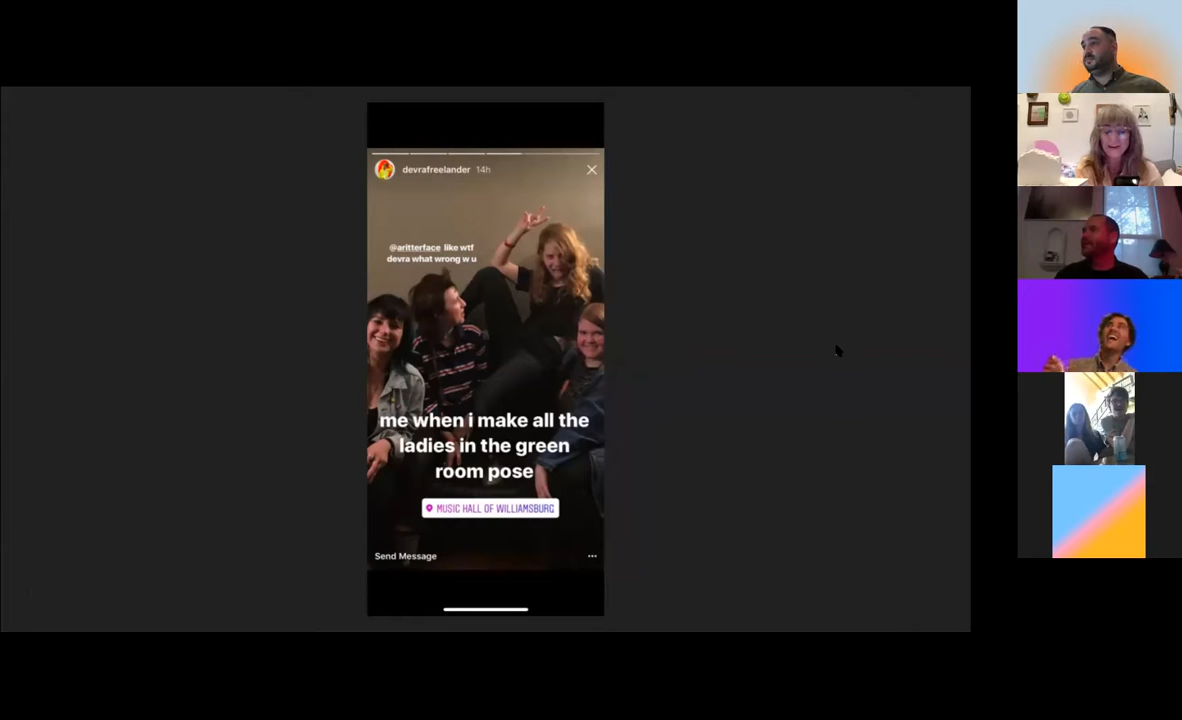 devrafreelander 14h
@aritterface like wtf
devra what wrong w u
me when i make all the
ladies in the green
room pose
MUSIC HALL OF WILLIAMSBURG
Send Message